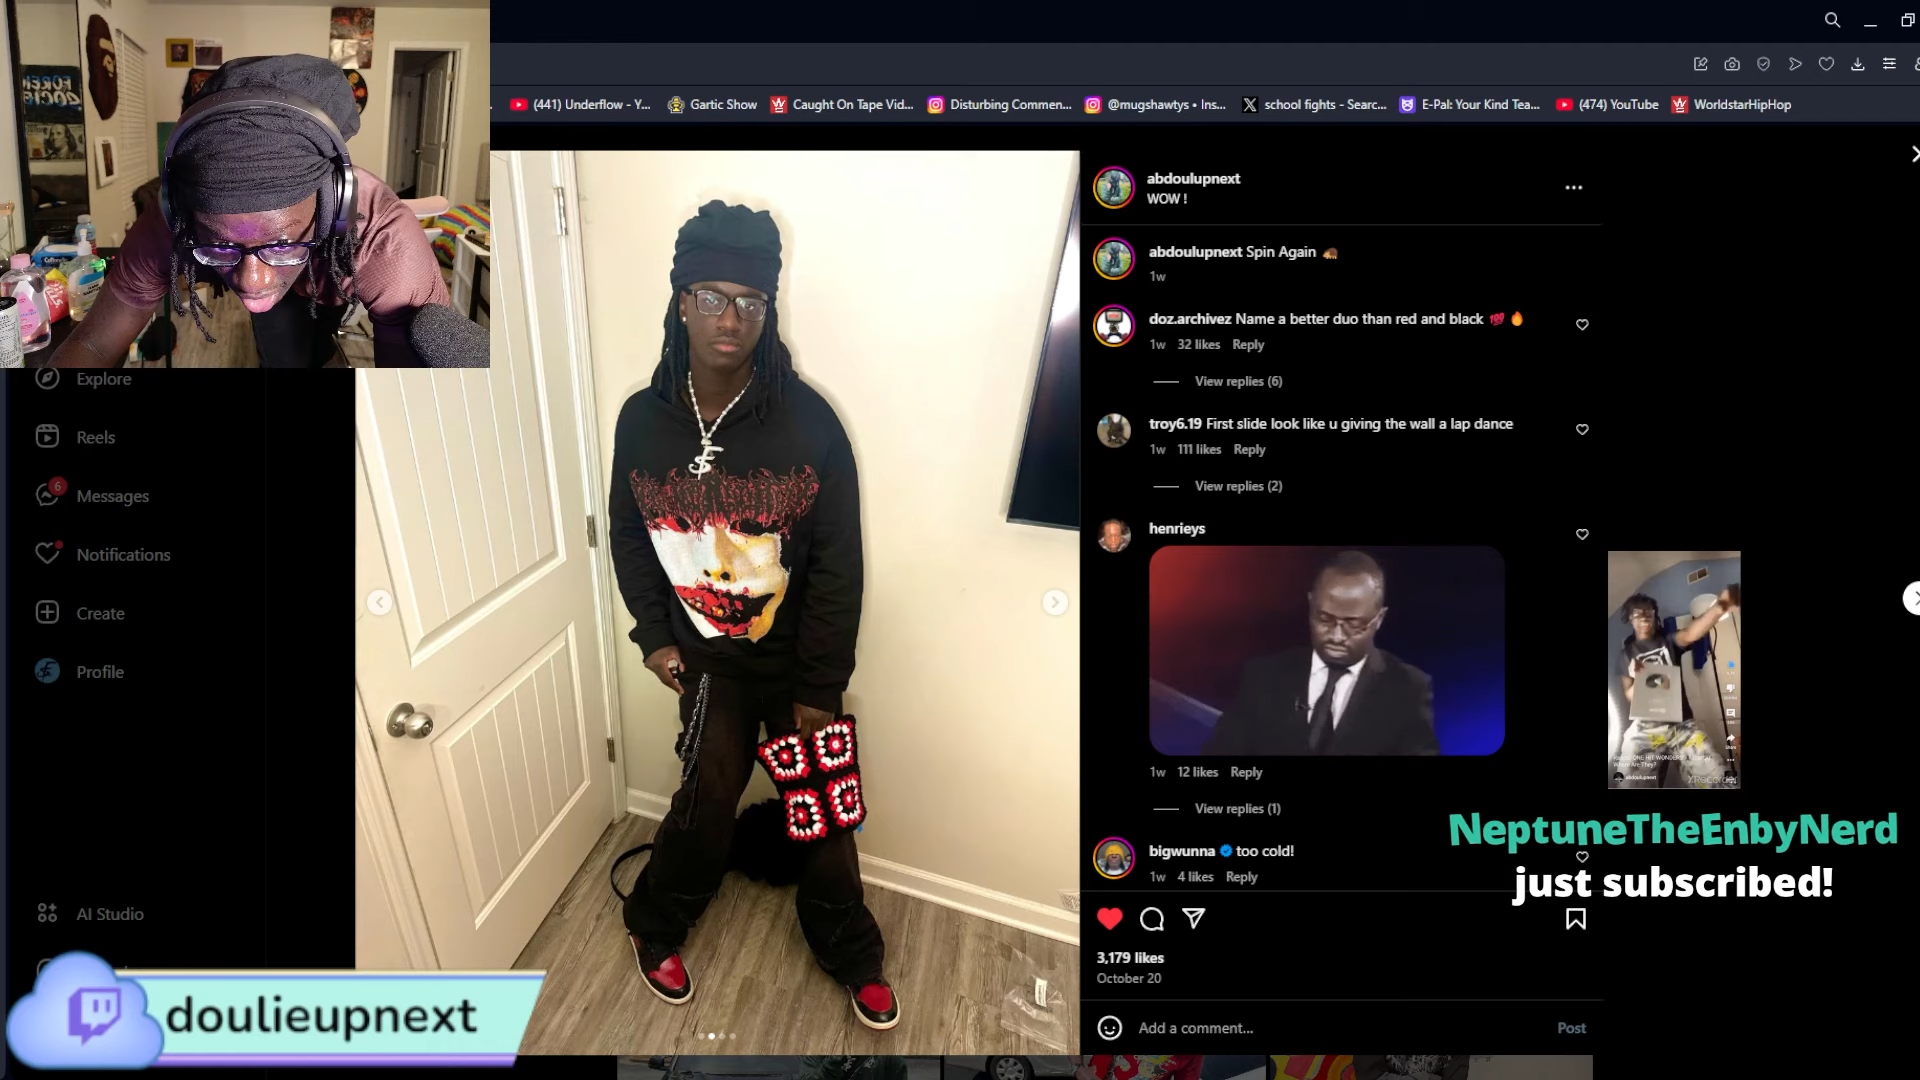 (441) Underflow - Y...
Gartic Show
Caught On Tape Vid...
Disturbing Commen...
@mugshawtys • Ins...
school fights - Searc...
E-Pal: Your Kind Tea...
(474) YouTube
WorldstarHipHop
abdoulupnext
WOW !
abdoulupnext Spin Again
1w
doz.archivez Name a better duo than red and black 💯 🔥
1w 32 likes Reply
View replies (6)
troy6.19 First slide look like u giving the wall a lap dance
1w 111 likes Reply
View replies (2)
henrieys
1w 12 likes Reply
View replies (1)
bigwunna too cold!
1w 4 likes Reply
3,179 likes
October 20
Add a comment...
Post
Explore
Reels
6
Messages
Notifications
Create
Profile
AI Studio
doulieupnext
abdoulupnext
XRecorder
NeptuneTheEnbyNerd
just subscribed!